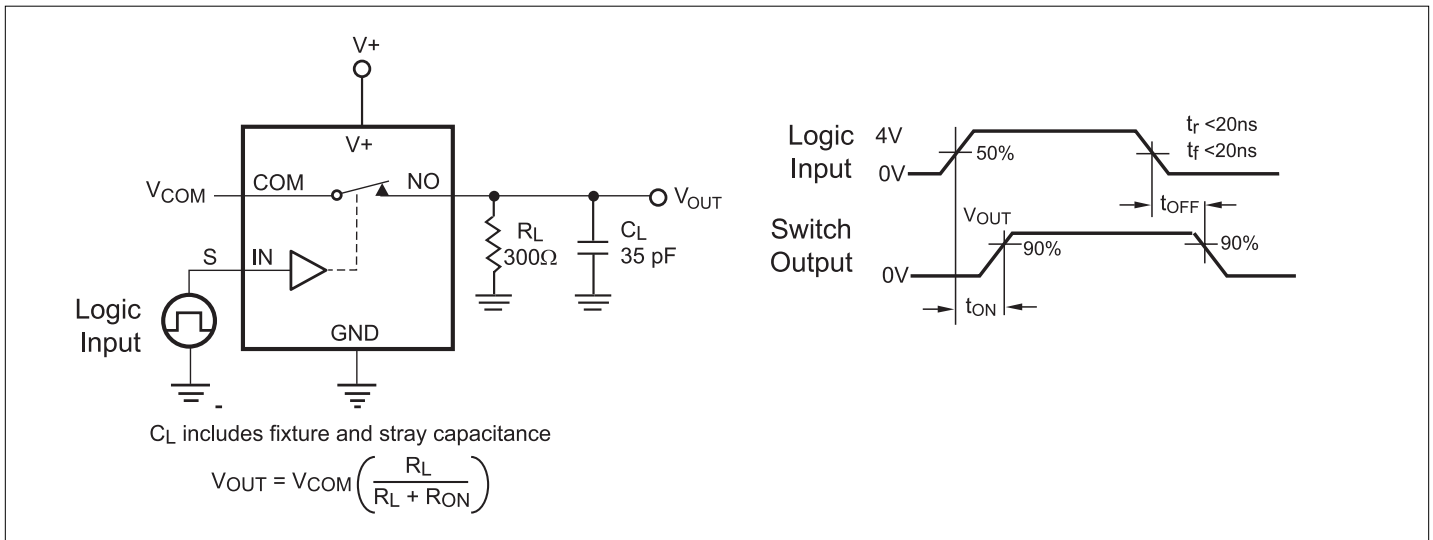 V+
V+
VCOM
COM
NO
VOUT
RL
300Ω
CL
35 pF
S
IN
Logic
Input
GND
CL includes fixture and stray capacitance
VOUT = VCOM ( RL / RL + RON )
Logic
Input
4V
0V
50%
tr <20ns
tf <20ns
tOFF
Switch
Output
VOUT
0V
90%
90%
tON